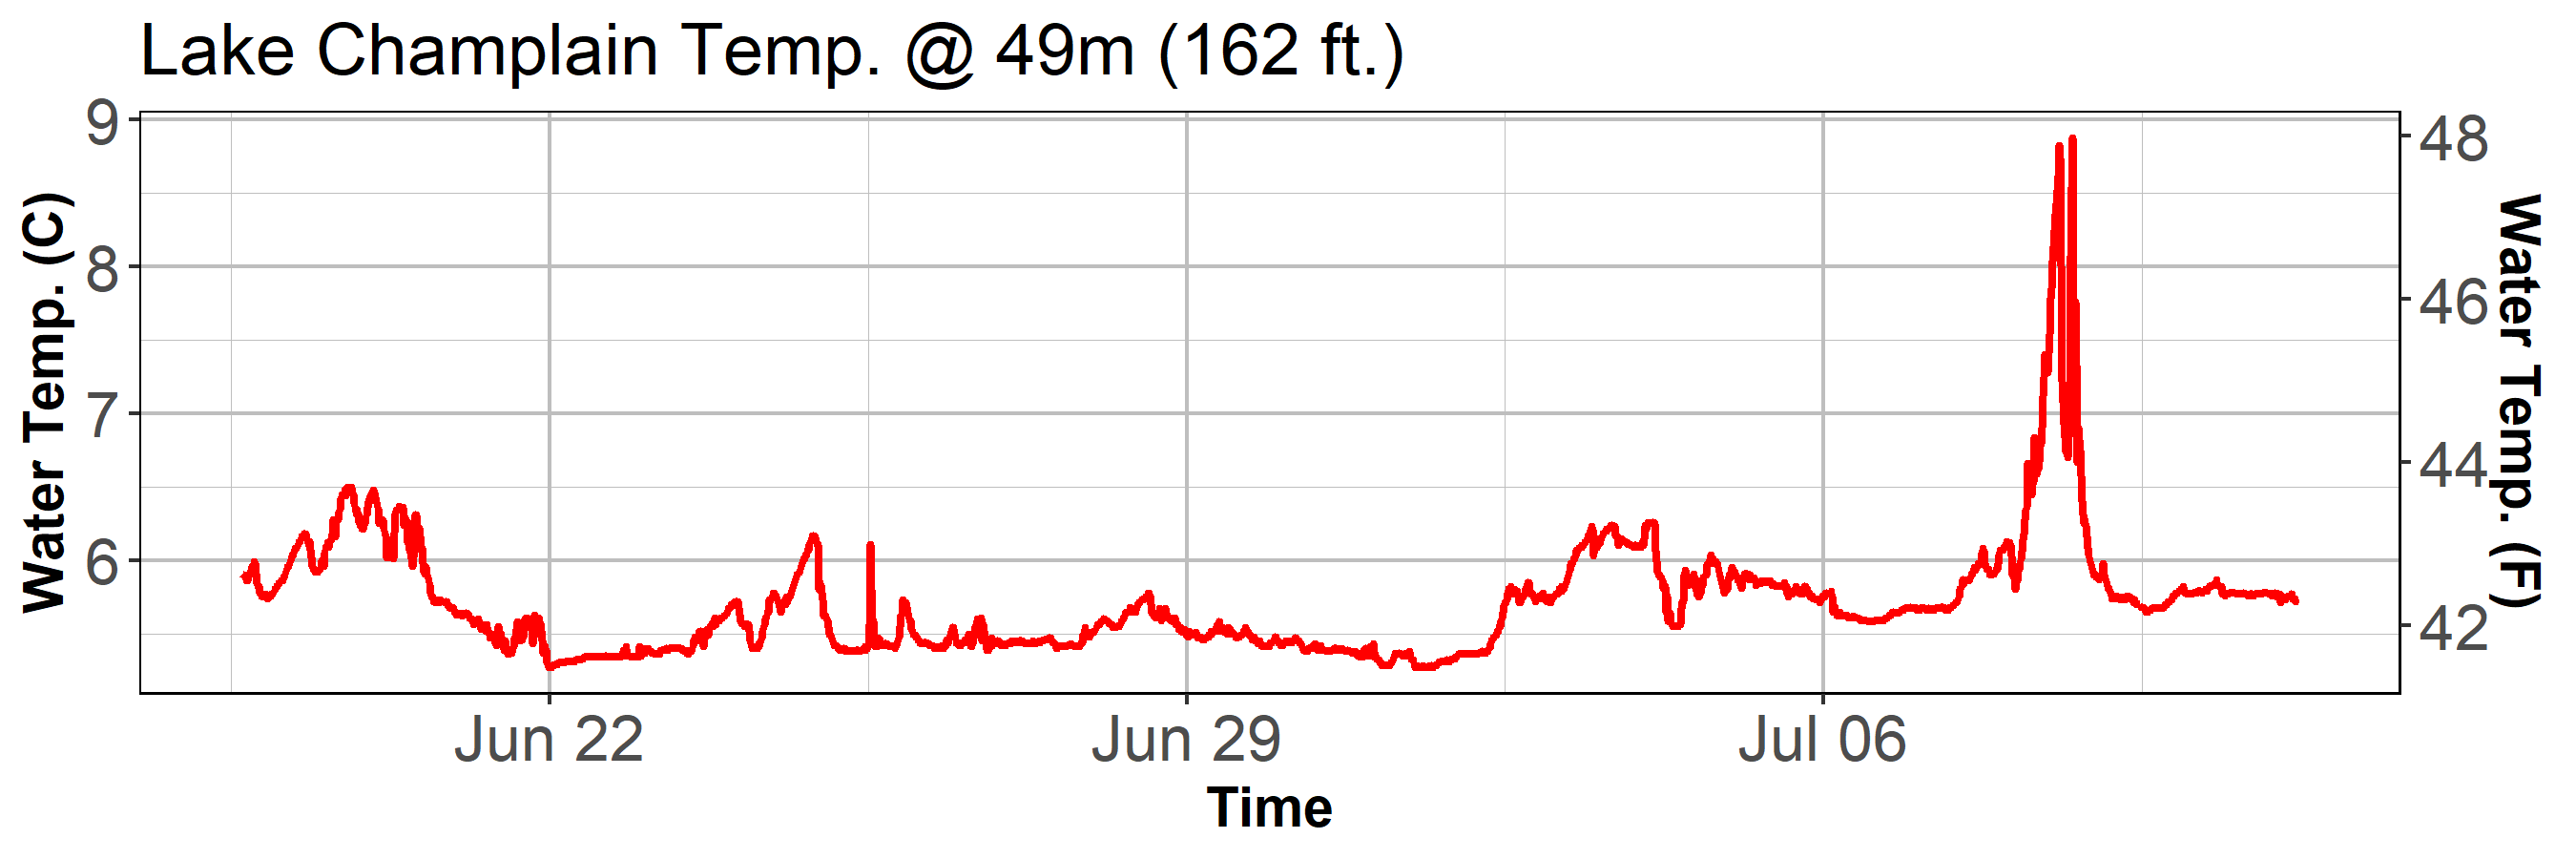 Lake Champlain Temp. @ 49m (162 ft.)
Water Temp. (C)
9
8
7
6
48
46
44
42
Water Temp. (F)
Jun 22
Jun 29
Jul 06
Time